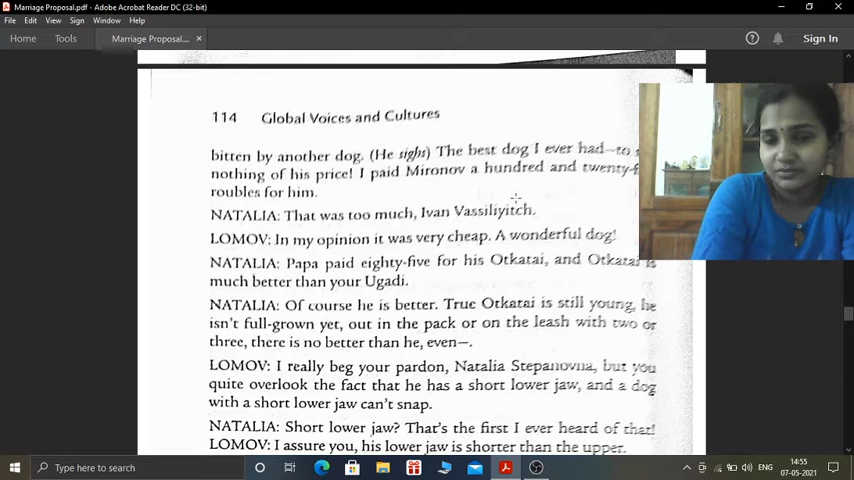 Marriage Proposal.pdf - Adobe Acrobat Reader DC (32-bit)
File Edit View Sign Window Help
Home Tools Marriage Proposal... × Sign In
114 Global Voices and Cultures
bitten by another dog. (He sighs) The best dog I ever had—to
nothing of his price! I paid Mironov a hundred and twenty-
roubles for him.
NATALIA: That was too much, Ivan Vassiliyitch.
LOMOV: In my opinion it was very cheap. A wonderful dog!
NATALIA: Papa paid eighty-five for his Otkatai, and Otkatai is
much better than your Ugadi.
NATALIA: Of course he is better. True Otkatai is still young, he
isn't full-grown yet, out in the pack or on the leash with two or
three, there is no better than he, even—.
LOMOV: I really beg your pardon, Natalia Stepanovna, but you
quite overlook the fact that he has a short lower jaw, and a dog
with a short lower jaw can't snap.
NATALIA: Short lower jaw? That's the first I ever heard of that!
LOMOV: I assure you, his lower jaw is shorter than the upper.
Type here to search
ENG
14:55
07-05-2021